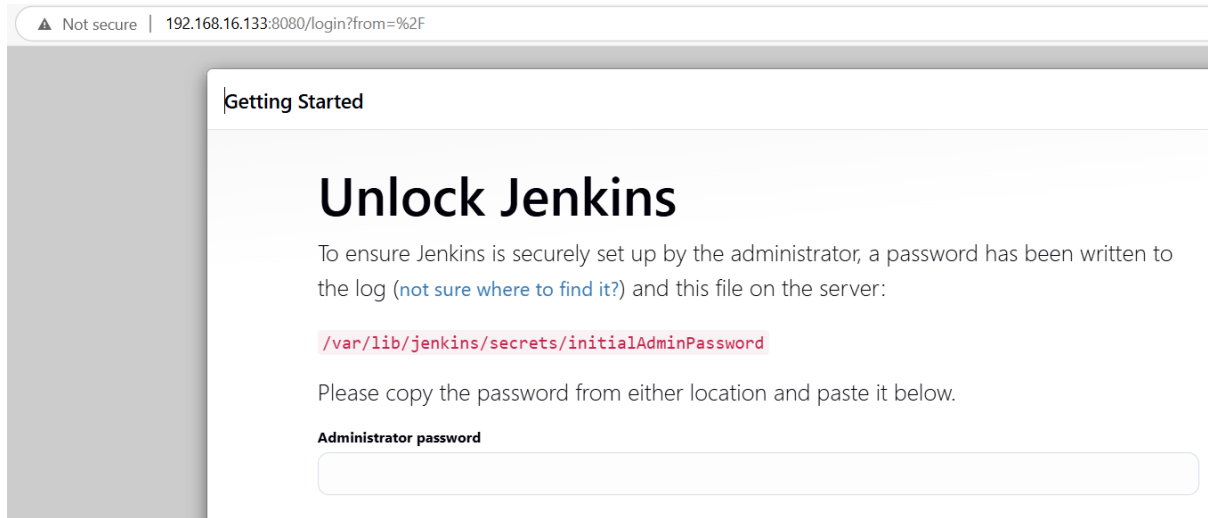 Not secure | 192.168.16.133:8080/login?from=%2F
Getting Started
Unlock Jenkins
To ensure Jenkins is securely set up by the administrator, a password has been written to
the log (not sure where to find it?) and this file on the server:
/var/lib/jenkins/secrets/initialAdminPassword
Please copy the password from either location and paste it below.
Administrator password